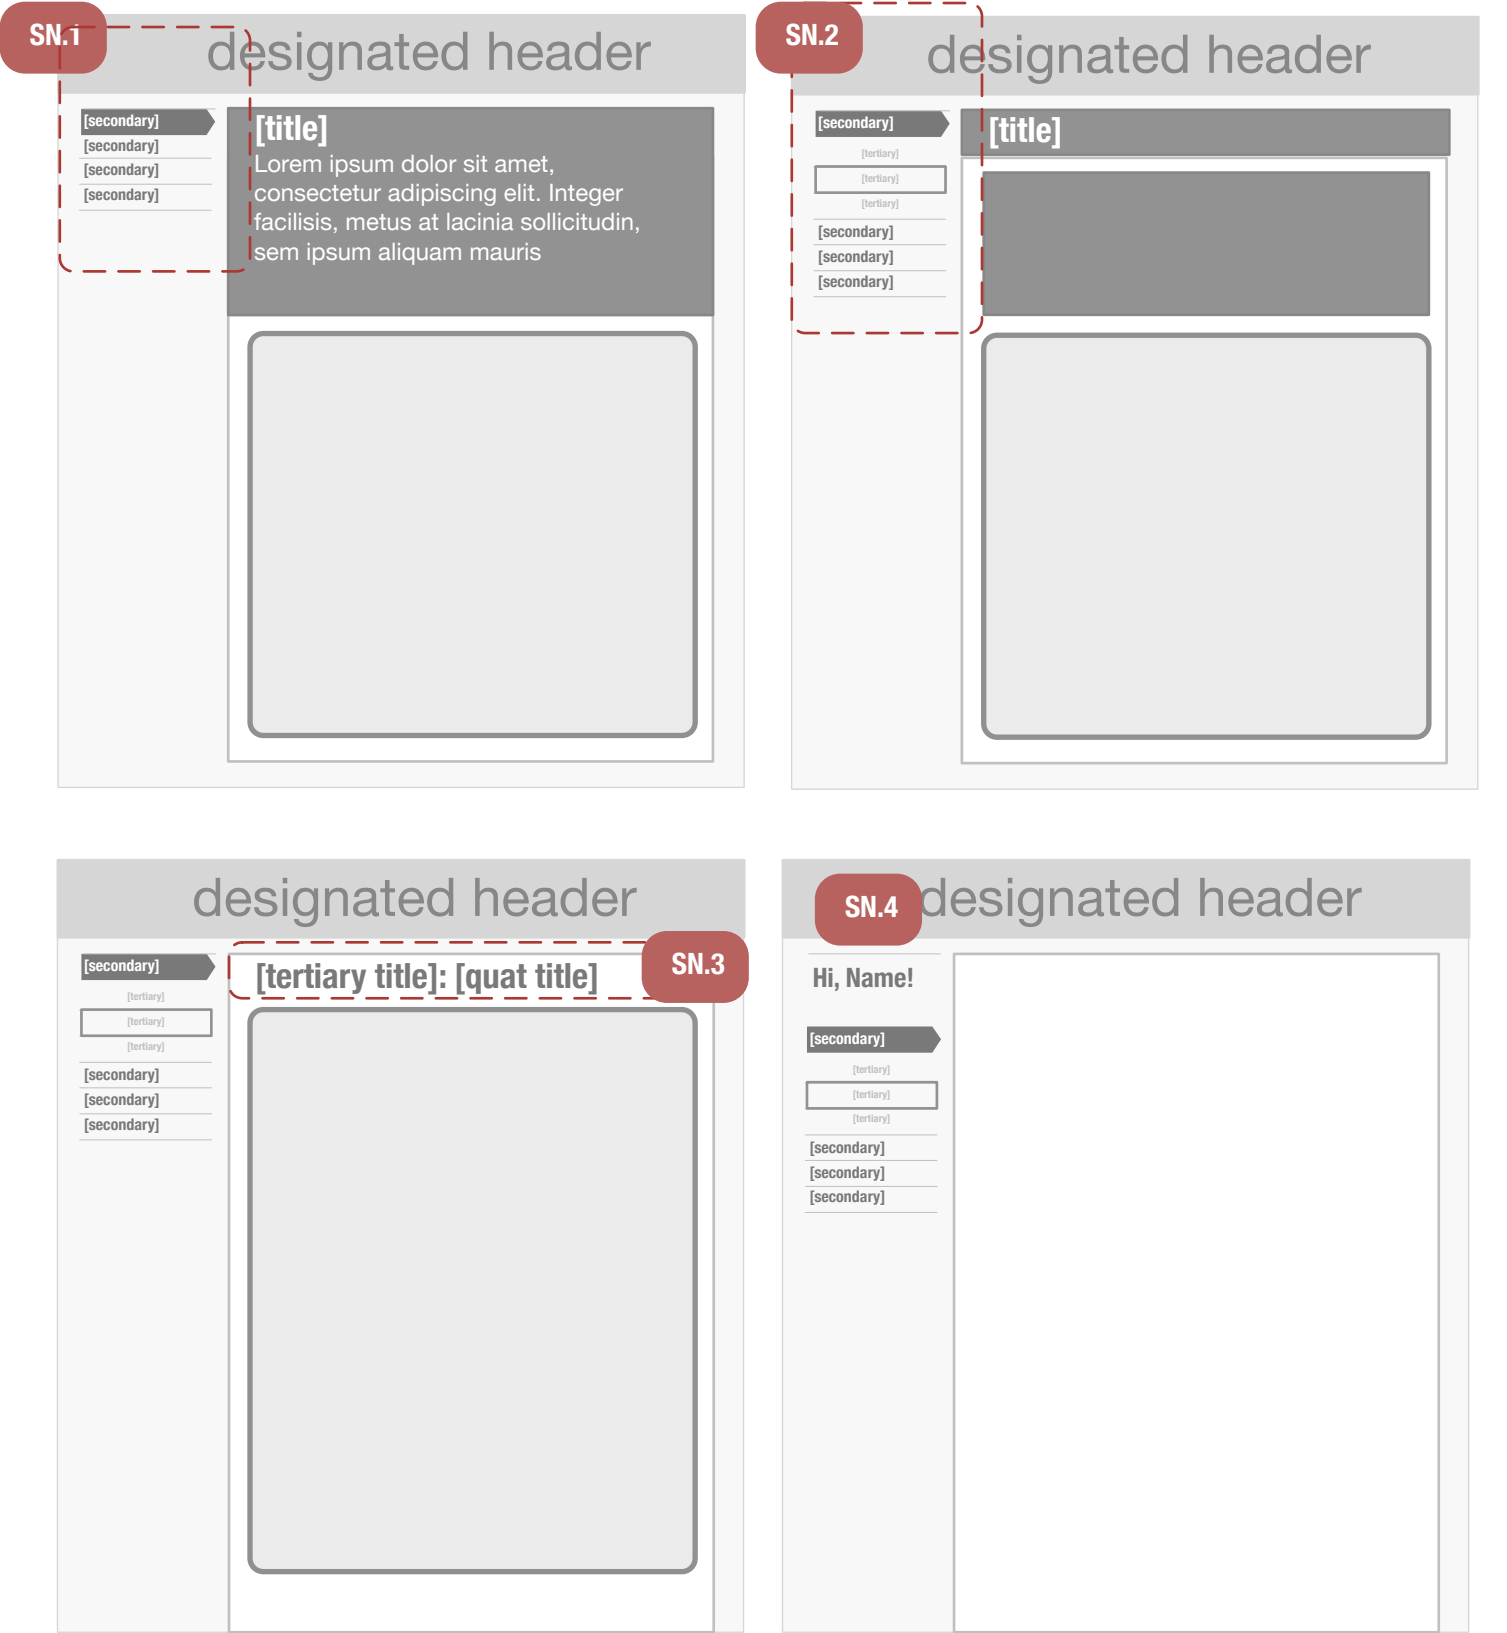 SN.1
designated header
[secondary]
[secondary]
[secondary]
[secondary]
[title]
Lorem ipsum dolor sit amet,
consectetur adipiscing elit. Integer
facilisis, metus at lacinia sollicitudin,
sem ipsum aliquam mauris
SN.2
designated header
[secondary]
[tertiary]
[tertiary]
[tertiary]
[secondary]
[secondary]
[secondary]
[title]
designated header
[secondary]
[tertiary]
[tertiary]
[tertiary]
[secondary]
[secondary]
[secondary]
[tertiary title]: [quat title]
SN.3
SN.4
designated header
Hi, Name!
[secondary]
[tertiary]
[tertiary]
[tertiary]
[secondary]
[secondary]
[secondary]